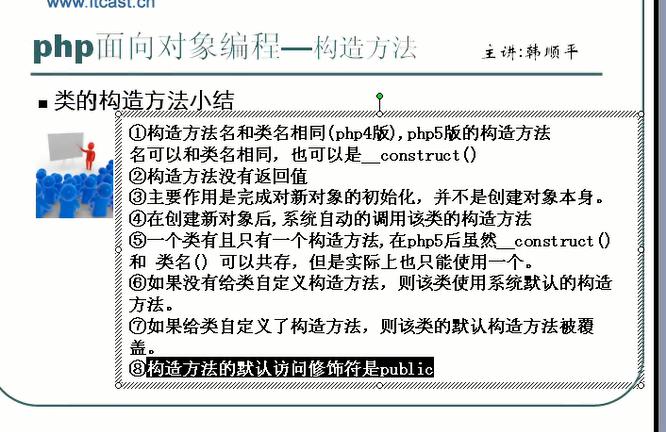 www.itcast.cn
php面向对象编程—构造方法
主讲:韩顺平
■ 类的构造方法小结
①构造方法名和类名相同(php4版),php5版的构造方法
名可以和类名相同，也可以是__construct()
②构造方法没有返回值
③主要作用是完成对新对象的初始化，并不是创建对象本身。
④在创建新对象后,系统自动的调用该类的构造方法
⑤一个类有且只有一个构造方法,在php5后虽然__construct()
和 类名() 可以共存，但是实际上也只能使用一个。
⑥如果没有给类自定义构造方法，则该类使用系统默认的构造
方法。
⑦如果给类自定义了构造方法，则该类的默认构造方法被覆
盖。
⑧构造方法的默认访问修饰符是public